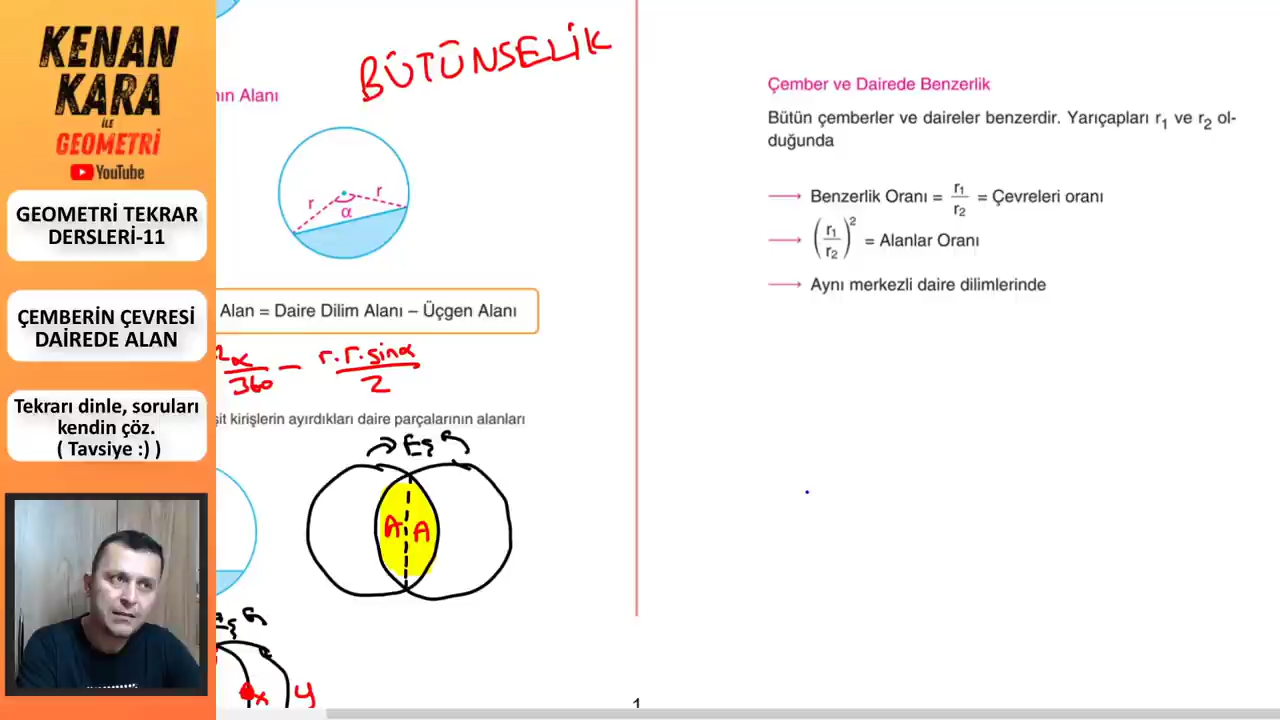 KENAN
KARA
İLE
GEOMETRİ
YouTube
GEOMETRİ TEKRAR
DERSLERİ-11
ÇEMBERİN ÇEVRESİ
DAİREDE ALAN
Tekrarı dinle, soruları
kendin çöz.
( Tavsiye :) )
BÜTÜNSELİK
Alanı
r
r
α
Alan = Daire Dilim Alanı – Üçgen Alanı
2α/360 – r.r.sinα/2
kirişlerin ayırdıkları daire parçalarının alanları
Eş
A A
x y
1
Çember ve Dairede Benzerlik
Bütün çemberler ve daireler benzerdir. Yarıçapları r₁ ve r₂ ol-
duğunda
→ Benzerlik Oranı = r₁/r₂ = Çevreleri oranı
→ (r₁/r₂)² = Alanlar Oranı
→ Aynı merkezli daire dilimlerinde